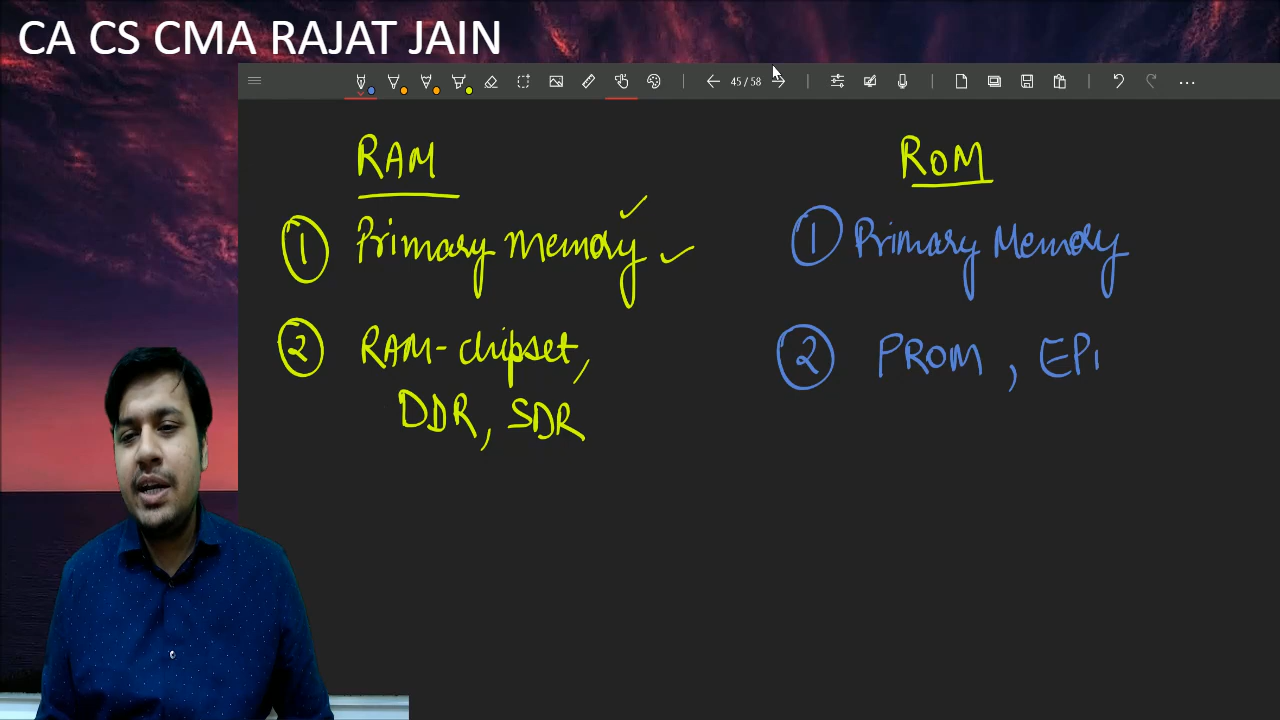 CA CS CMA RAJAT JAIN
45 / 58
RAM
① Primary Memory
② RAM-chipset,
DDR, SDR
ROM
① Primary Memory
② PROM, EP